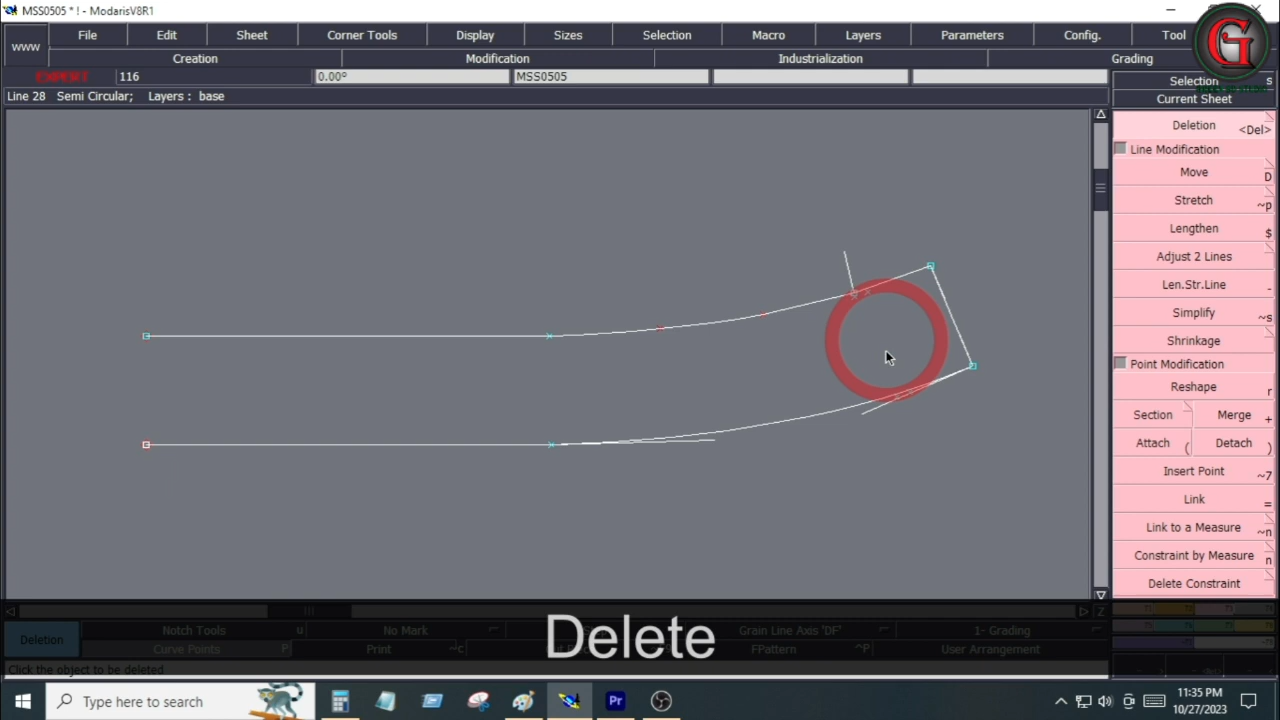 MSS0505 * ! - ModarisV8R1
www
File Edit Sheet Corner Tools Display Sizes Selection Macro Layers Parameters Config. Tool
Creation Modification Industrialization Grading
EXPERT 116 0.00º MSS0505
Line 28 Semi Circular; Layers : base
Selection s
Current Sheet
Deletion <Del>
Line Modification
Move D
Stretch ~p
Lengthen $
Adjust 2 Lines
Len.Str.Line -
Simplify ~s
Shrinkage
Point Modification
Reshape r
Section Merge +
Attach ( Detach )
Insert Point ~7
Link =
Link to a Measure ~n
Constraint by Measure n
Delete Constraint
Z
Delete
Deletion Notch Tools u No Mark Grain Line Axis 'DF' 1- Grading
Curve Points P Print ~c FPattern ^P User Arrangement
Click the object to be deleted
Type here to search
Pr
11:35 PM
10/27/2023